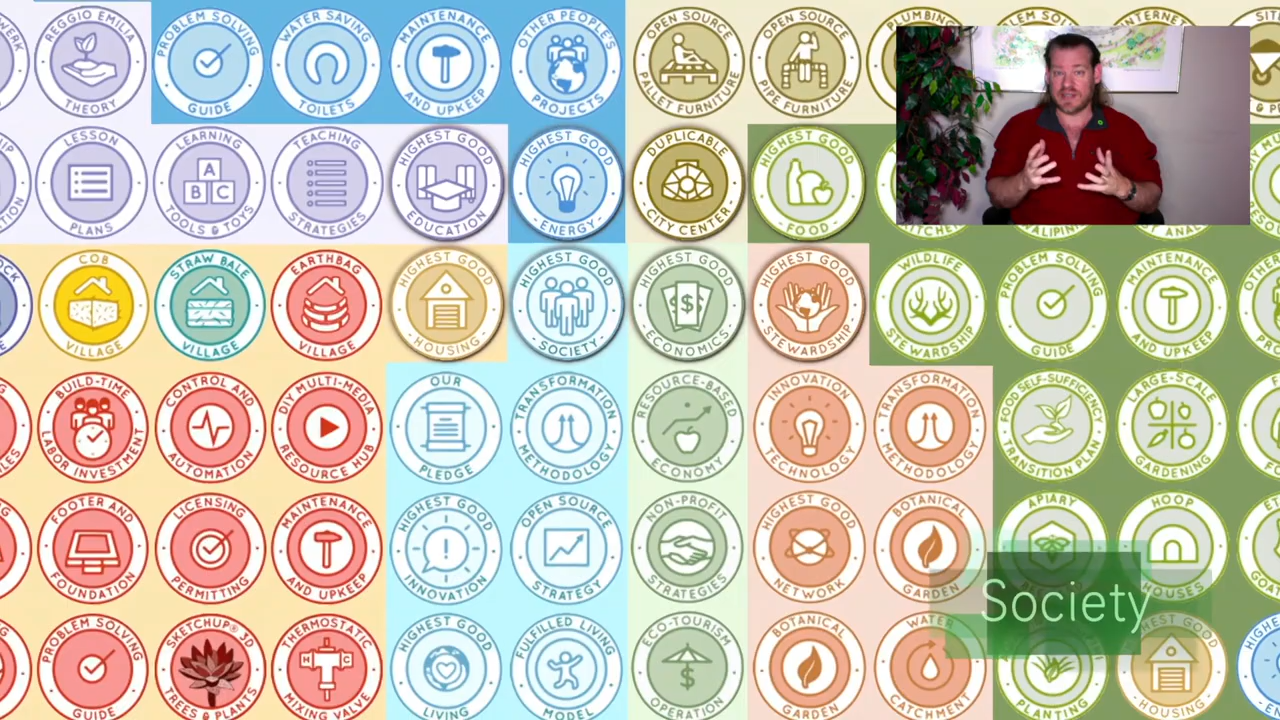 REGGIO EMILIA THEORY
PROBLEM SOLVING GUIDE
WATER SAVING TOILETS
MAINTENANCE AND UPKEEP
OTHER PEOPLE'S PROJECTS
OPEN SOURCE PALLET FURNITURE
OPEN SOURCE PIPE FURNITURE
PLUMBING
INTERNET
LESSON PLANS
LEARNING TOOLS & TOYS
A
B C
TEACHING STRATEGIES
HIGHEST GOOD EDUCATION
HIGHEST GOOD ENERGY
DUPLICABLE CITY CENTER
HIGHEST GOOD FOOD
COB VILLAGE
STRAW BALE VILLAGE
EARTHBAG VILLAGE
HIGHEST GOOD HOUSING
HIGHEST GOOD SOCIETY
HIGHEST GOOD ECONOMICS
$
HIGHEST GOOD STEWARDSHIP
WILDLIFE STEWARDSHIP
PROBLEM SOLVING GUIDE
MAINTENANCE AND UPKEEP
BUILD-TIME LABOR INVESTMENT
CONTROL AND AUTOMATION
DIY MULTI-MEDIA RESOURCE HUB
OUR PLEDGE
TRANSFORMATION METHODOLOGY
RESOURCE-BASED ECONOMY
INNOVATION TECHNOLOGY
TRANSFORMATION METHODOLOGY
FOOD SELF-SUFFICIENCY TRANSITION PLAN
LARGE-SCALE GARDENING
FOOTER AND FOUNDATION
LICENSING PERMITTING
MAINTENANCE AND UPKEEP
HIGHEST GOOD INNOVATION
OPEN SOURCE STRATEGY
NON-PROFIT STRATEGIES
HIGHEST GOOD NETWORK
BOTANICAL GARDEN
APIARY
HOOP HOUSES
Society
PROBLEM SOLVING GUIDE
SKETCHUP® 3D TREES & PLANTS
THERMOSTATIC MIXING VALVE
H C
HIGHEST GOOD LIVING
FULFILLED LIVING MODEL
ECO-TOURISM OPERATION
$
BOTANICAL GARDEN
WATER CATCHMENT
PLANTING
GOOD HOUSING